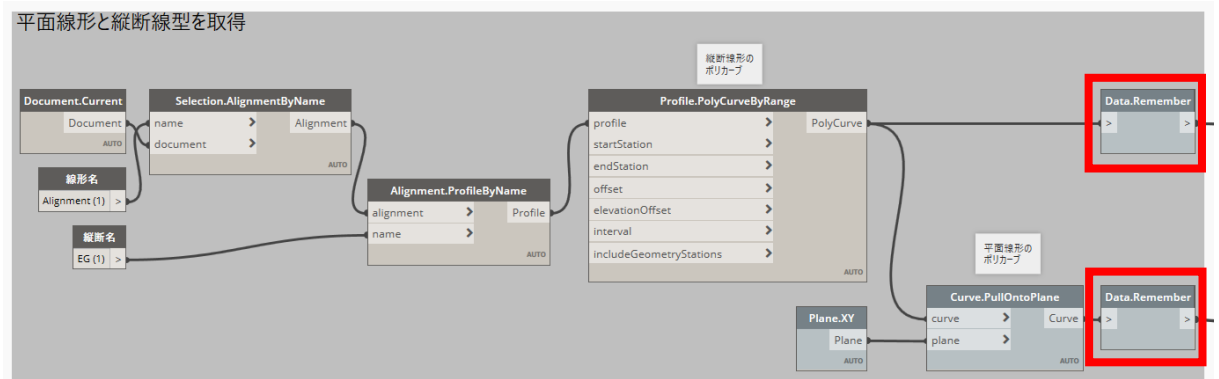 平面線形と縦断線型を取得
縦断線形の
ポリカーブ
Document.Current
Document
AUTO
Selection.AlignmentByName
name > Alignment
document >
AUTO
線形名
Alignment (1) >
縦断名
EG (1) >
Alignment.ProfileByName
alignment > Profile
name >
AUTO
Profile.PolyCurveByRange
profile > PolyCurve
startStation >
endStation >
offset >
elevationOffset >
interval >
includeGeometryStations >
AUTO
Data.Remember
> >
平面線形の
ポリカーブ
Plane.XY
Plane
AUTO
Curve.PullOntoPlane
curve > Curve
plane >
AUTO
Data.Remember
> >